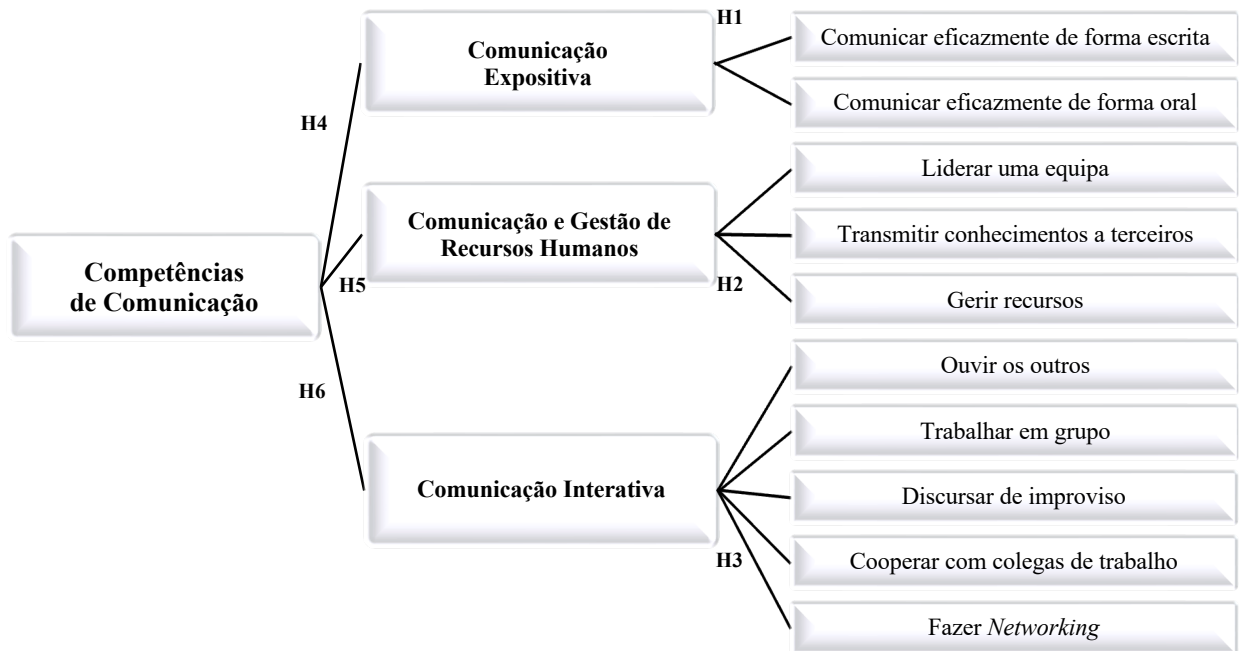 H1
Comunicação
Expositiva
Comunicar eficazmente de forma escrita
Comunicar eficazmente de forma oral
H4
Liderar uma equipa
Comunicação e Gestão de
Recursos Humanos
Transmitir conhecimentos a terceiros
Competências
de Comunicação
H5
H2
Gerir recursos
Ouvir os outros
H6
Trabalhar em grupo
Comunicação Interativa
Discursar de improviso
H3
Cooperar com colegas de trabalho
Fazer Networking